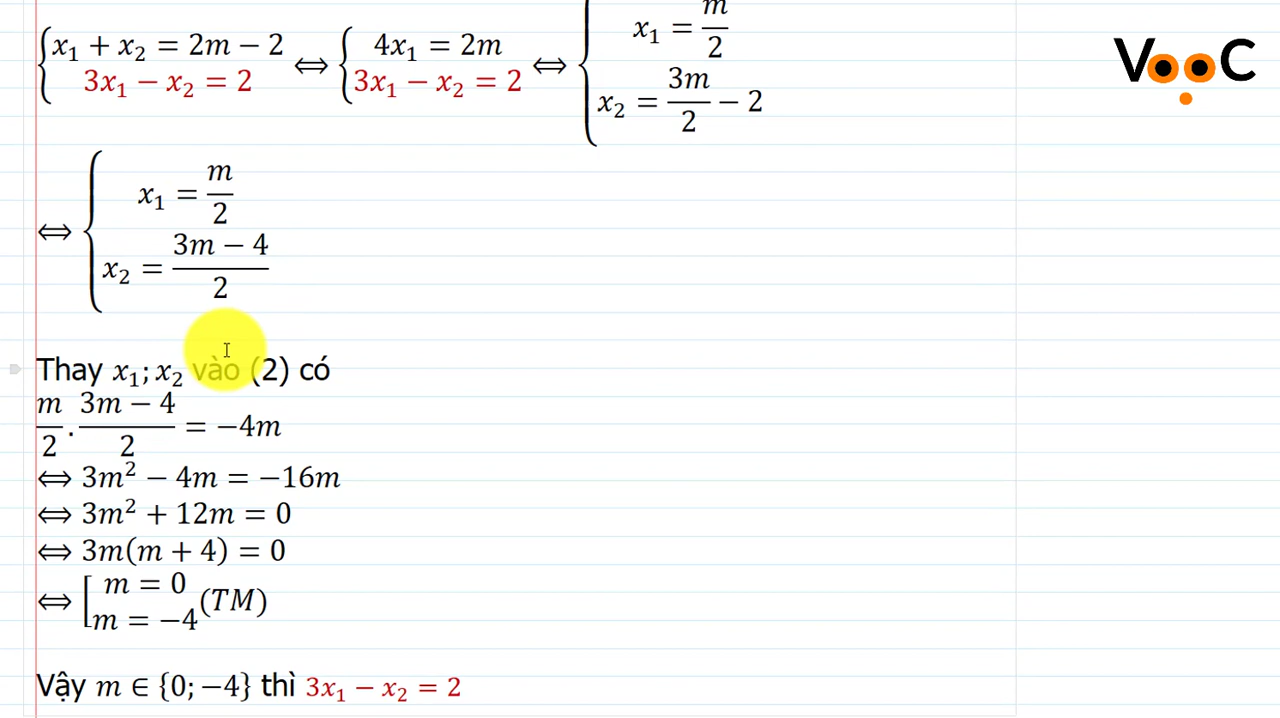 {x₁ + x₂ = 2m − 2; 3x₁ − x₂ = 2 ⇔ {4x₁ = 2m; 3x₁ − x₂ = 2 ⇔ {x₁ = m/2; x₂ = 3m/2 − 2
VooC
⇔ {x₁ = m/2; x₂ = (3m − 4)/2
Thay x₁; x₂ vào (2) có
m/2 . (3m − 4)/2 = −4m
⇔ 3m² − 4m = −16m
⇔ 3m² + 12m = 0
⇔ 3m(m + 4) = 0
⇔ [m = 0; m = −4 (TM)
Vậy m ∈ {0; −4} thì 3x₁ − x₂ = 2